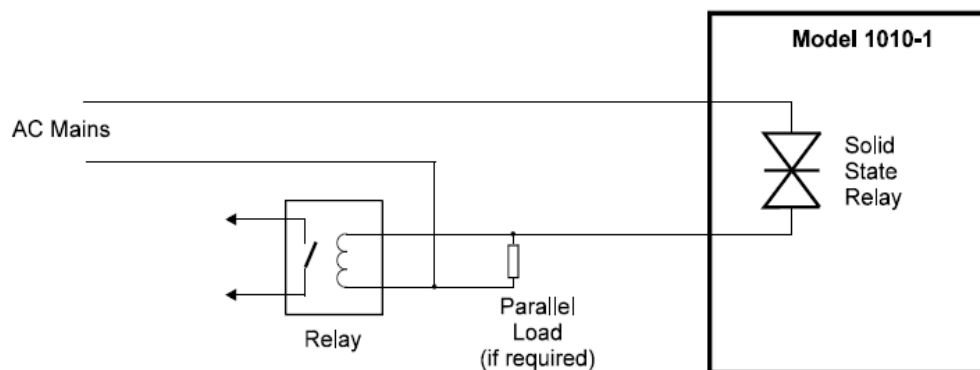 Model 1010-1
AC Mains
Solid
State
Relay
Relay
Parallel
Load
(if required)